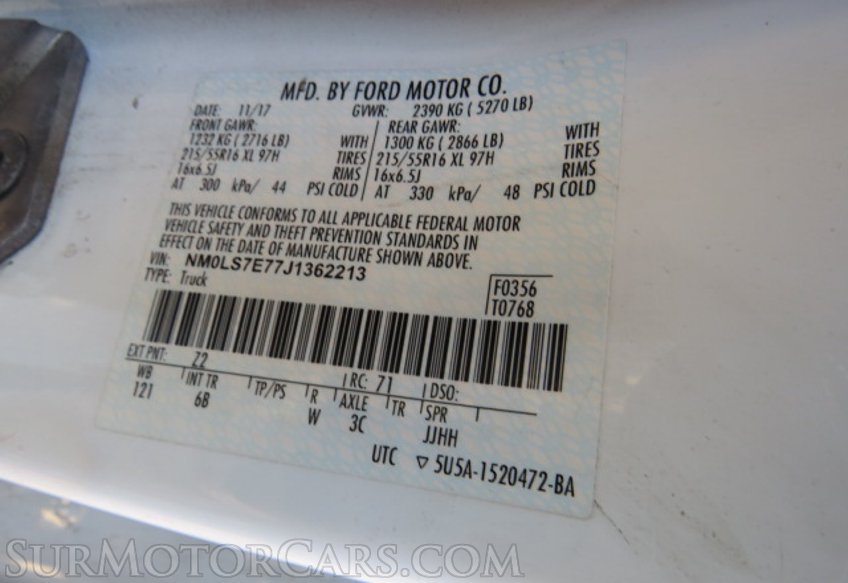 MFD. BY FORD MOTOR CO.
DATE: 11/17 GVWR: 2390 KG ( 5270 LB)
FRONT GAWR: REAR GAWR:
1232 KG ( 2716 LB) WITH 1300 KG ( 2866 LB) WITH
215/55R16 XL 97H TIRES 215/55R16 XL 97H TIRES
16x6.5J RIMS 16x6.5J RIMS
AT 300 kPa/ 44 PSI COLD AT 330 kPa/ 48 PSI COLD
THIS VEHICLE CONFORMS TO ALL APPLICABLE FEDERAL MOTOR
VEHICLE SAFETY AND THEFT PREVENTION STANDARDS IN
EFFECT ON THE DATE OF MANUFACTURE SHOWN ABOVE.
VIN: NM0LS7E77J1362213
TYPE: Truck
F0356
T0768
EXT PNT: Z2 RC: 71 DSO:
WB INT TR TP/PS R AXLE TR SPR
121 6B W 3C JJHH
UTC ▽ 5U5A-1520472-BA
SURMOTORCARS.COM